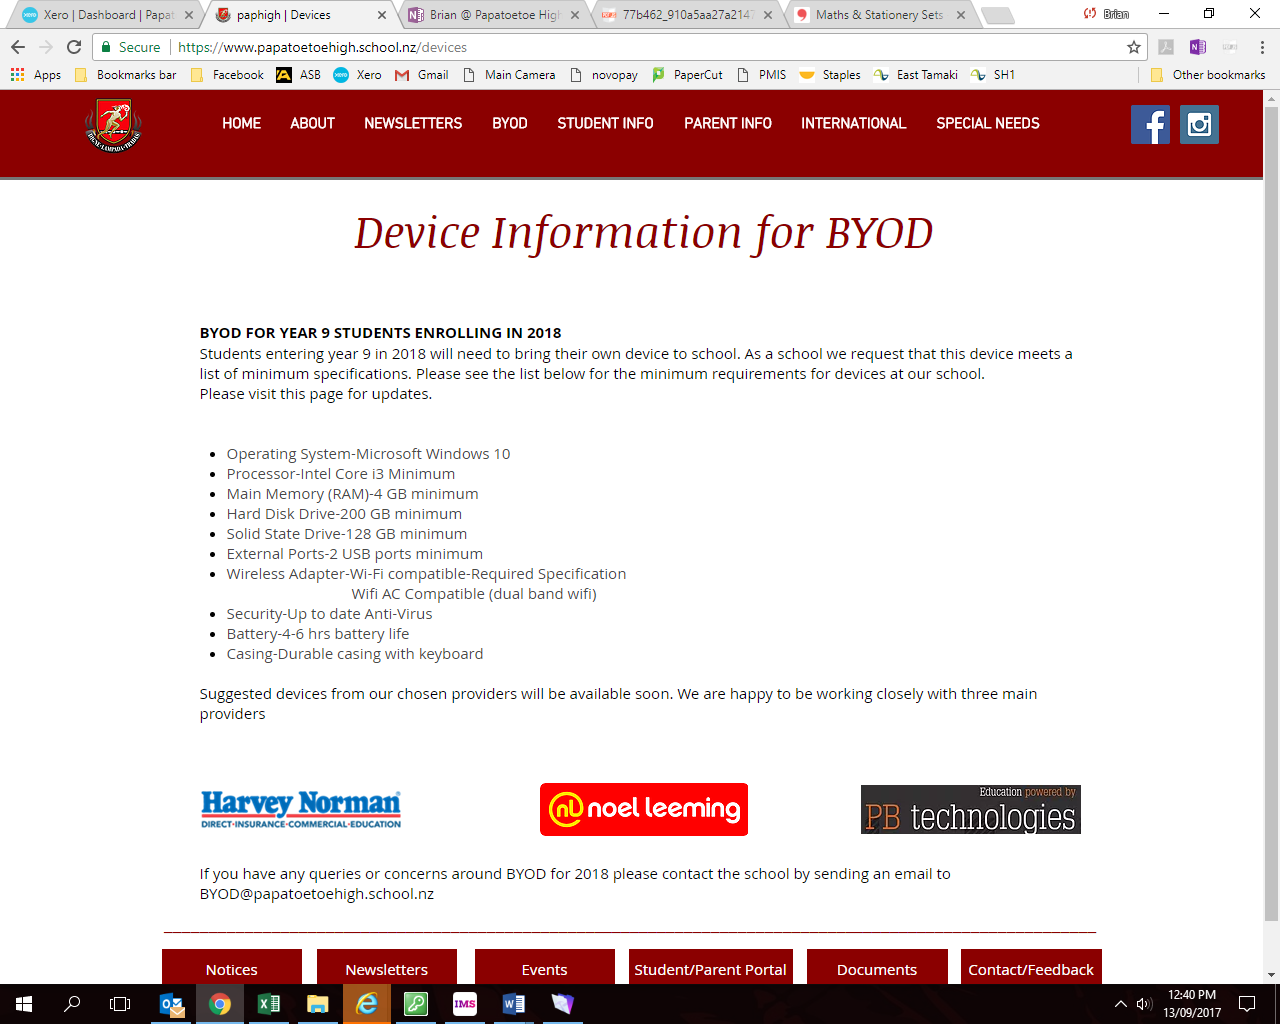 Xero | Dashboard | Papat
paphigh | Devices
Brian @ Papatoetoe High
77b462_910a5aa27a2147
Maths & Stationery Sets
Brian
Secure
https://www.papatoetoehigh.school.nz/devices
Apps
Bookmarks bar
Facebook
ASB
Xero
Gmail
Main Camera
novopay
PaperCut
PMIS
Staples
East Tamaki
SH1
Other bookmarks
HOME
ABOUT
NEWSLETTERS
BYOD
STUDENT INFO
PARENT INFO
INTERNATIONAL
SPECIAL NEEDS
Device Information for BYOD
BYOD FOR YEAR 9 STUDENTS ENROLLING IN 2018
Students entering year 9 in 2018 will need to bring their own device to school. As a school we request that this device meets a
list of minimum specifications. Please see the list below for the minimum requirements for devices at our school.
Please visit this page for updates.
Operating System-Microsoft Windows 10
Processor-Intel Core i3 Minimum
Main Memory (RAM)-4 GB minimum
Hard Disk Drive-200 GB minimum
Solid State Drive-128 GB minimum
External Ports-2 USB ports minimum
Wireless Adapter-Wi-Fi compatible-Required Specification
Wifi AC Compatible (dual band wifi)
Security-Up to date Anti-Virus
Battery-4-6 hrs battery life
Casing-Durable casing with keyboard
Suggested devices from our chosen providers will be available soon. We are happy to be working closely with three main
providers
Harvey Norman
DIRECT·INSURANCE·COMMERCIAL·EDUCATION
nl noel leeming
Education powered by
PB technologies
If you have any queries or concerns around BYOD for 2018 please contact the school by sending an email to
BYOD@papatoetoehigh.school.nz
Notices
Newsletters
Events
Student/Parent Portal
Documents
Contact/Feedback
IMS
12:40 PM
13/09/2017